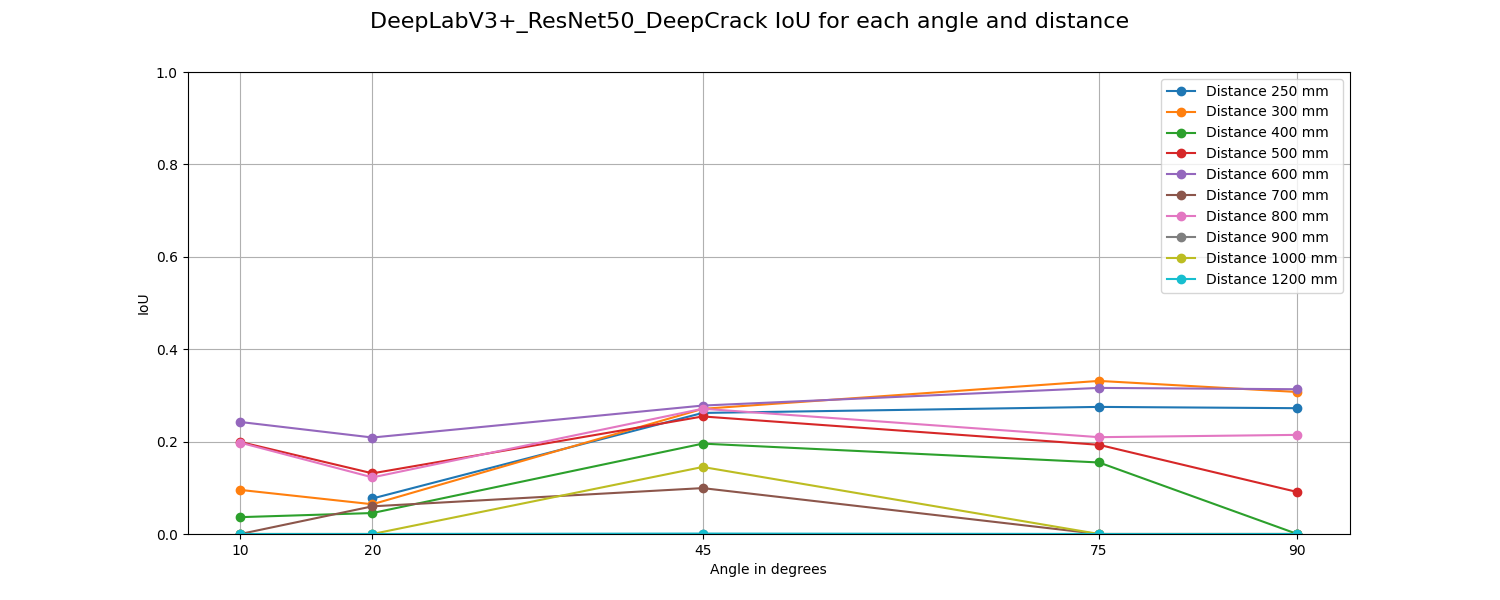 DeepLabV3+_ResNet50_DeepCrack IoU for each angle and distance
1.0
0.8
0.6
0.4
0.2
0.0
IoU
Distance 250 mm
Distance 300 mm
Distance 400 mm
Distance 500 mm
Distance 600 mm
Distance 700 mm
Distance 800 mm
Distance 900 mm
Distance 1000 mm
Distance 1200 mm
10 20 45 75 90
Angle in degrees